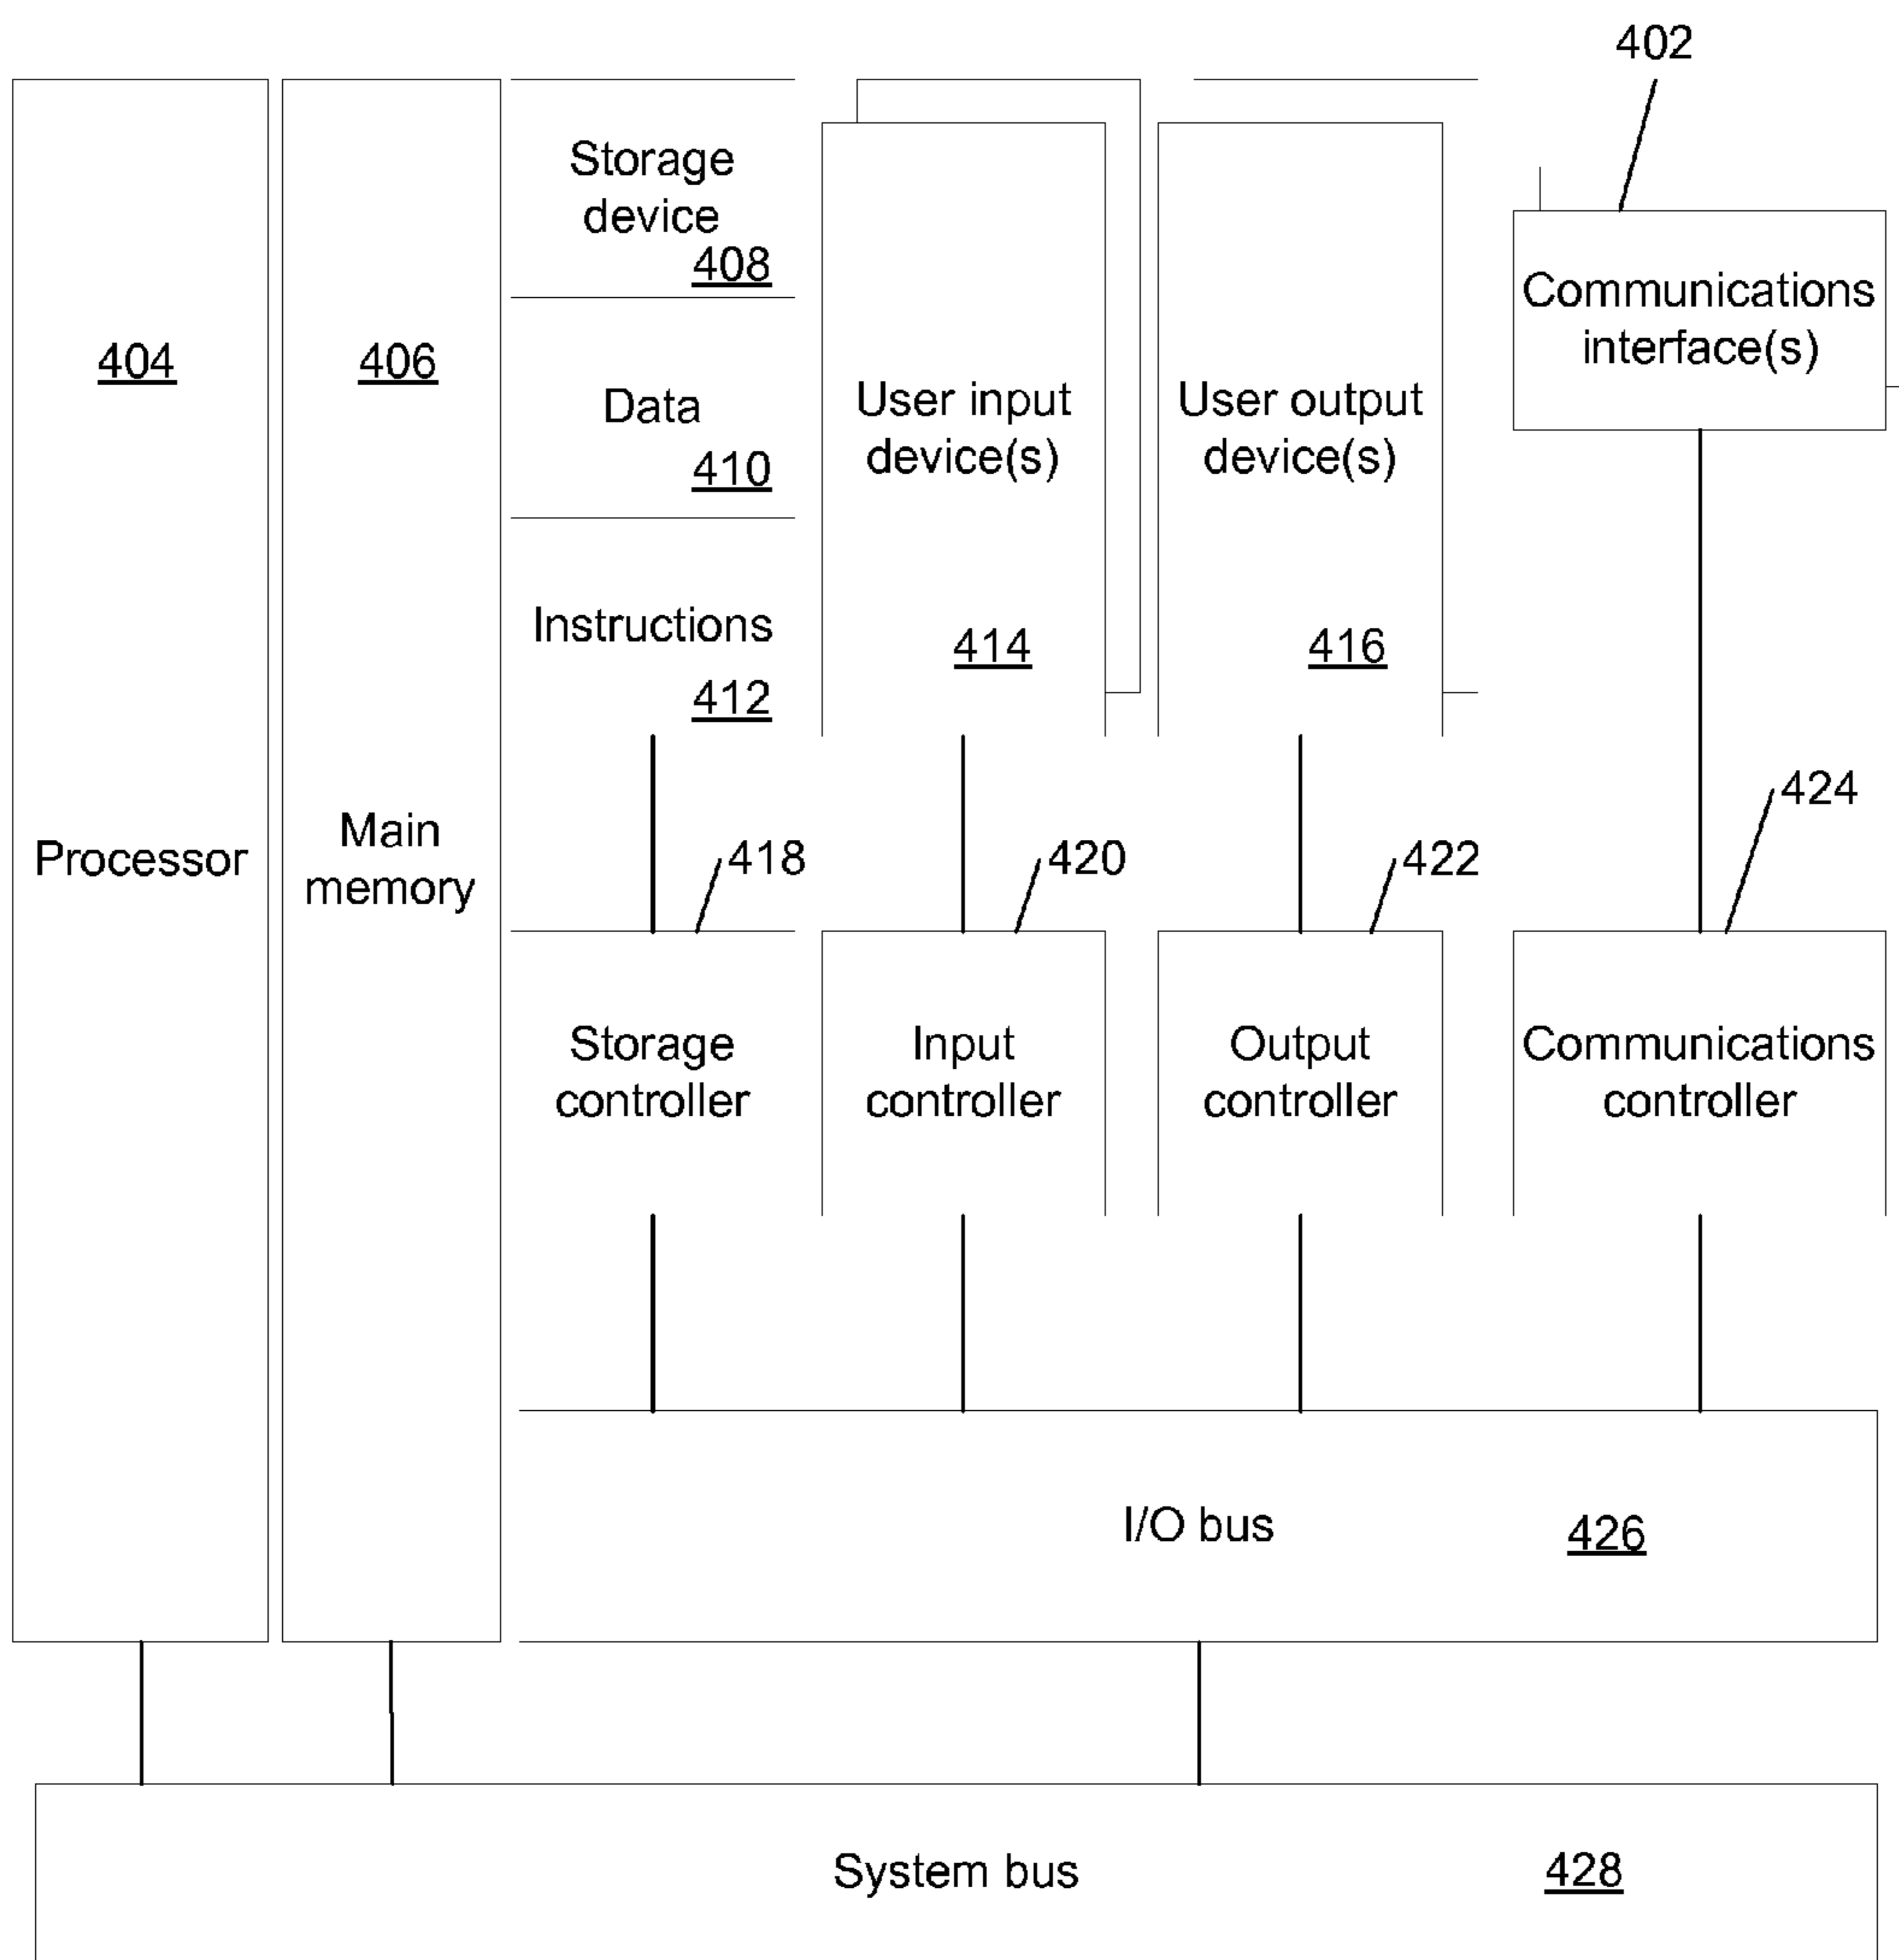 402
Storage
device
408
Communications
interface(s)
404
406
Data
410
User input
device(s)
414
User output
device(s)
416
Instructions
412
Processor
Main
memory
418
420
422
424
Storage
controller
Input
controller
Output
controller
Communications
controller
I/O bus
426
System bus
428